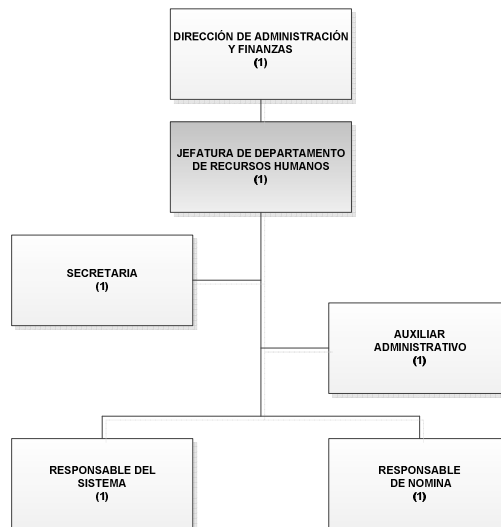 DIRECCIÓN DE ADMINISTRACIÓN
Y FINANZAS
(1)
JEFATURA DE DEPARTAMENTO
DE RECURSOS HUMANOS
(1)
SECRETARIA
(1)
AUXILIAR
ADMINISTRATIVO
(1)
RESPONSABLE DEL
SISTEMA
(1)
RESPONSABLE
DE NOMINA
(1)